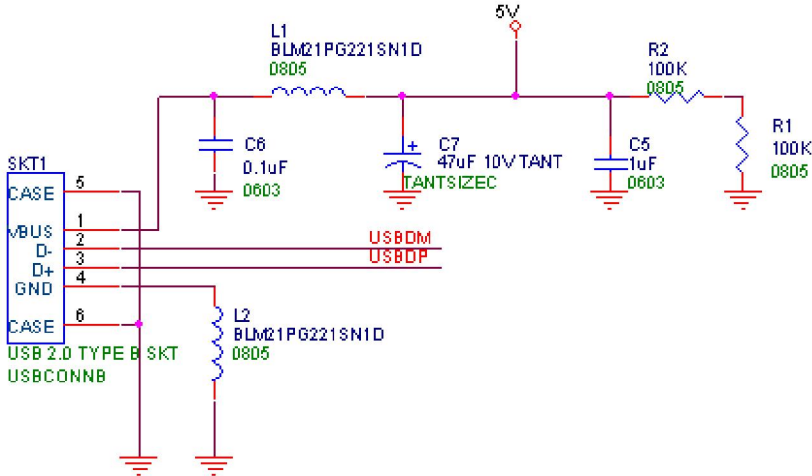 5V
L1
BLM21PG221SN1D
0805
R2
100K
0805
C6
0.1uF
0603
C7
47uF 10V TANT
TANTSIZEC
C5
1uF
0603
R1
100K
0805
SKT1
CASE 5
VBUS 1
D- 2
D+ 3
GND 4
CASE 6
USBDM
USBDP
USB 2.0 TYPE B SKT
USBCONNB
L2
BLM21PG221SN1D
0805